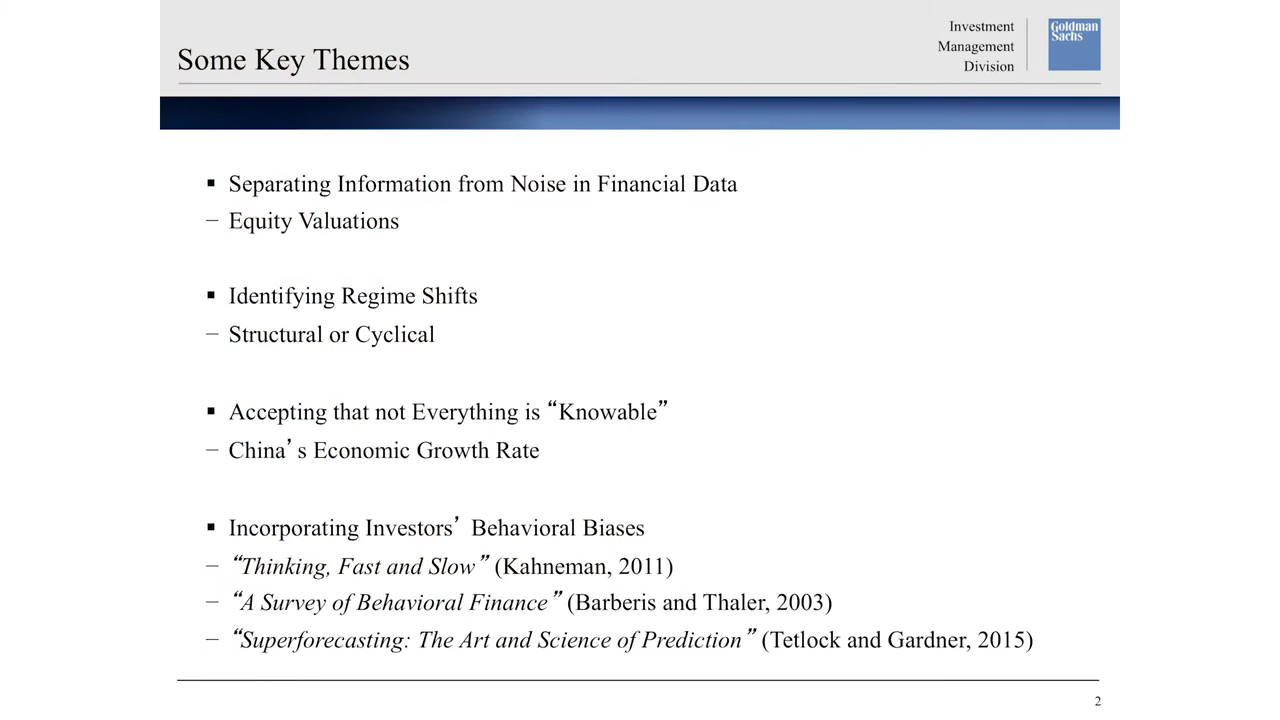 Some Key Themes
Investment
Management
Division
Goldman
Sachs
▪ Separating Information from Noise in Financial Data
− Equity Valuations
▪ Identifying Regime Shifts
− Structural or Cyclical
▪ Accepting that not Everything is “Knowable”
− China’s Economic Growth Rate
▪ Incorporating Investors’ Behavioral Biases
− “Thinking, Fast and Slow” (Kahneman, 2011)
− “A Survey of Behavioral Finance” (Barberis and Thaler, 2003)
− “Superforecasting: The Art and Science of Prediction” (Tetlock and Gardner, 2015)
2